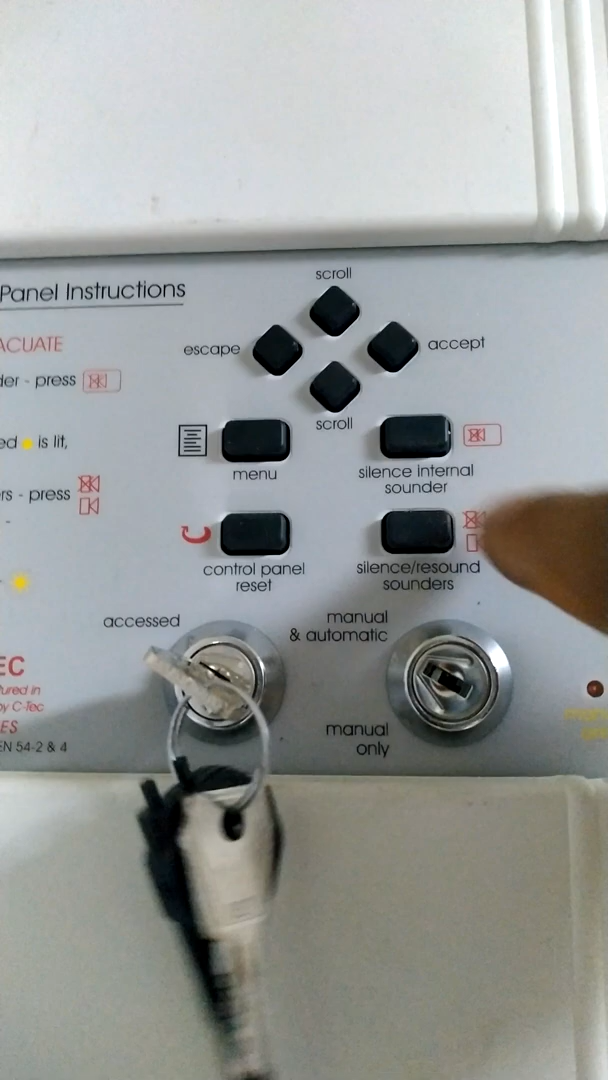 Panel Instructions
ACUATE
der - press
ed is lit,
rs - press
scroll
escape
accept
scroll
menu
silence internal
sounder
control panel
reset
silence/resound
sounders
accessed
manual
& automatic
manual
only
EC
tured in
by C-Tec
ES
EN 54-2 & 4